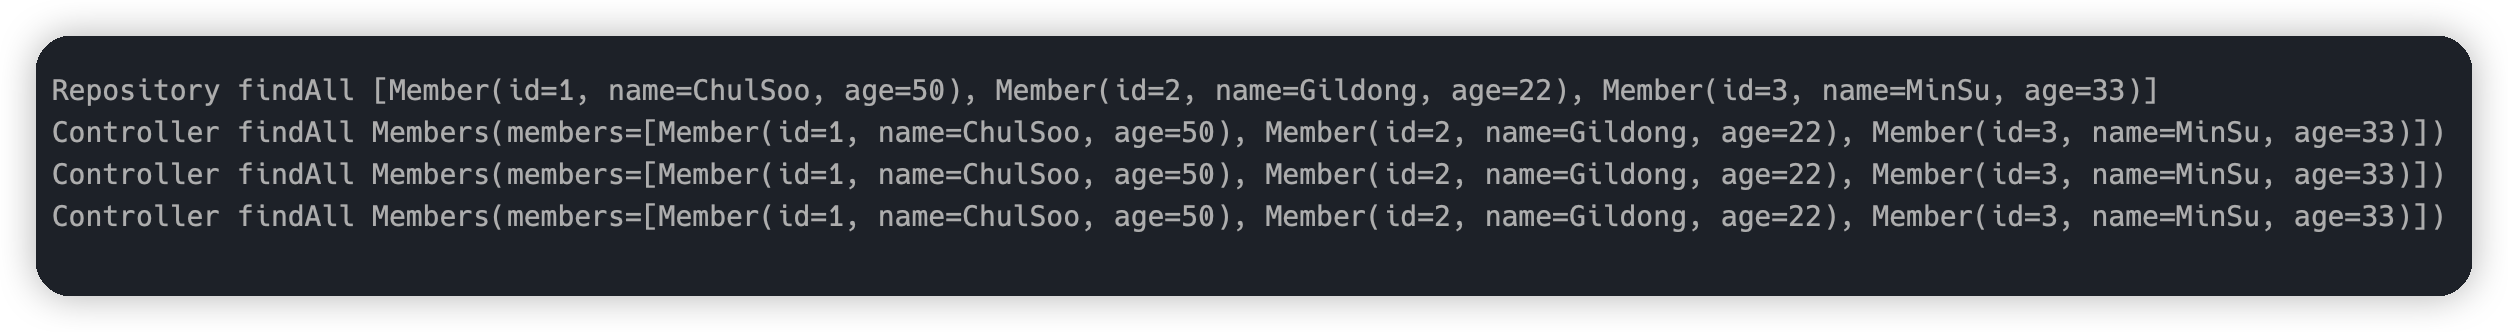 Repository findAll [Member(id=1, name=ChulSoo, age=50), Member(id=2, name=Gildong, age=22), Member(id=3, name=MinSu, age=33)]
Controller findAll Members(members=[Member(id=1, name=ChulSoo, age=50), Member(id=2, name=Gildong, age=22), Member(id=3, name=MinSu, age=33)])
Controller findAll Members(members=[Member(id=1, name=ChulSoo, age=50), Member(id=2, name=Gildong, age=22), Member(id=3, name=MinSu, age=33)])
Controller findAll Members(members=[Member(id=1, name=ChulSoo, age=50), Member(id=2, name=Gildong, age=22), Member(id=3, name=MinSu, age=33)])